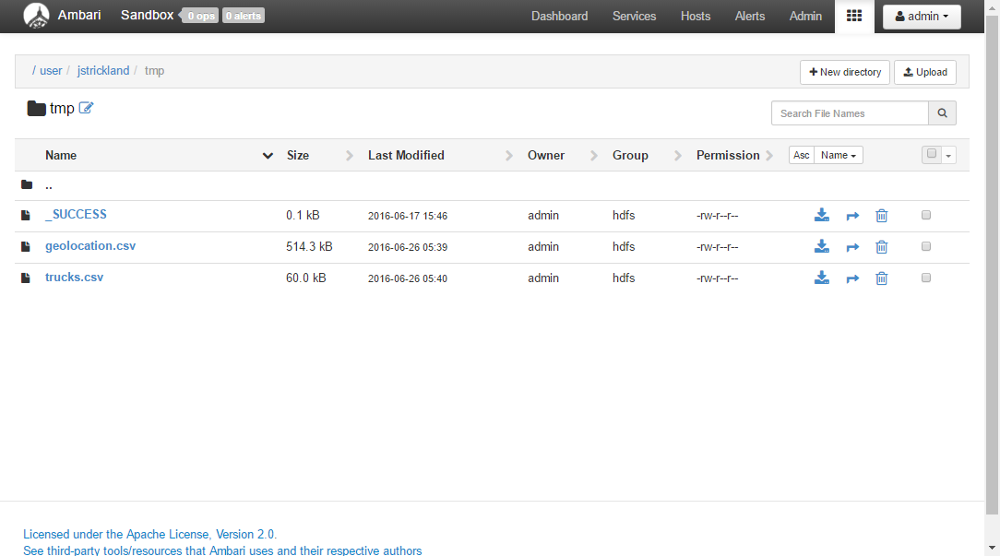 Ambari Sandbox 0 ops 0 alerts Dashboard Services Hosts Alerts Admin admin
/ user / jstrickland / tmp New directory Upload
tmp Search File Names
Name Size Last Modified Owner Group Permission Asc Name
..
_SUCCESS 0.1 kB 2016-06-17 15:46 admin hdfs -rw-r--r--
geolocation.csv 514.3 kB 2016-06-26 05:39 admin hdfs -rw-r--r--
trucks.csv 60.0 kB 2016-06-26 05:40 admin hdfs -rw-r--r--
Licensed under the Apache License, Version 2.0.
See third-party tools/resources that Ambari uses and their respective authors